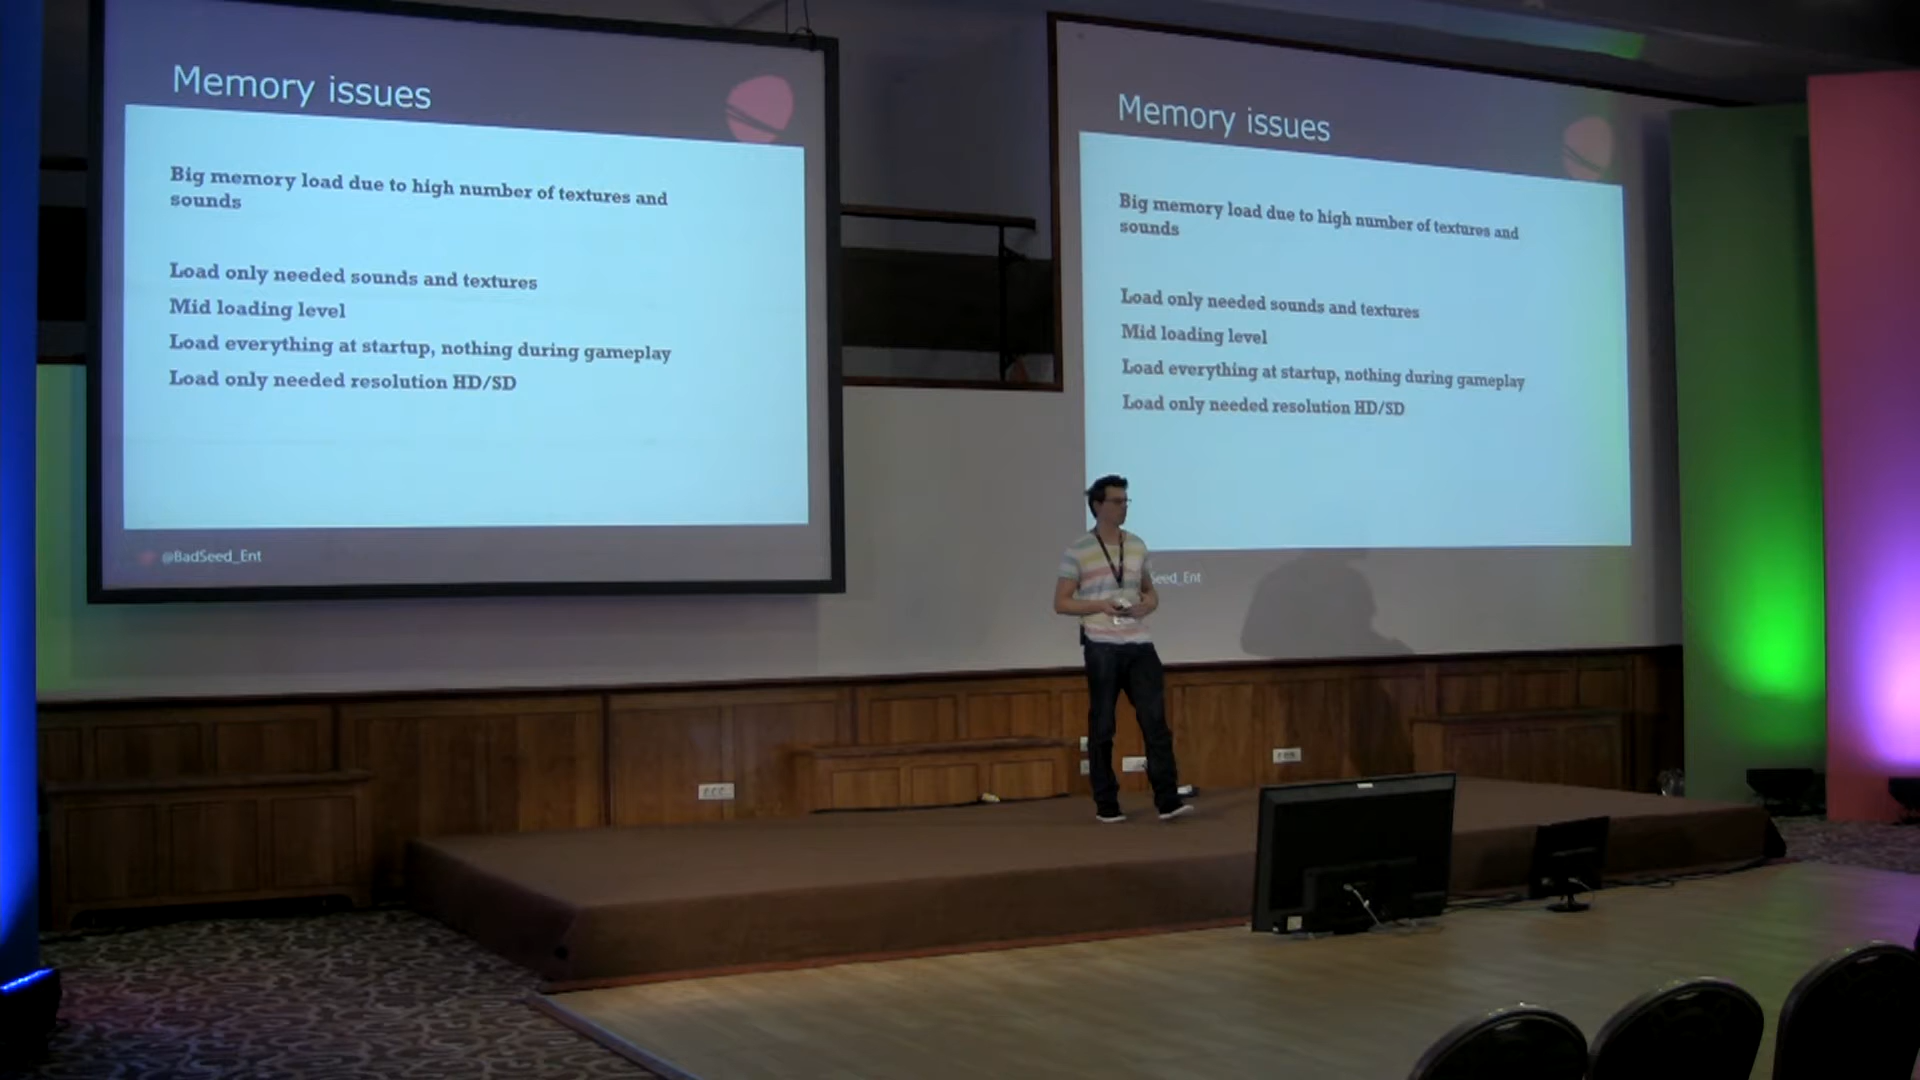 Memory issues
Big memory load due to high number of textures and
sounds
Load only needed sounds and textures
Mid loading level
Load everything at startup, nothing during gameplay
Load only needed resolution HD/SD
@BadSeed_Ent
Memory issues
Big memory load due to high number of textures and
sounds
Load only needed sounds and textures
Mid loading level
Load everything at startup, nothing during gameplay
Load only needed resolution HD/SD
Seed_Ent